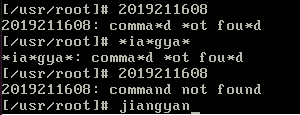 [/usr/root]# 2019211608
2019211608: comma*d *ot fou*d
[/usr/root]# *ia*gya*
*ia*gya*: comma*d *ot fou*d
[/usr/root]# 2019211608
2019211608: command not found
[/usr/root]# jiangyan_